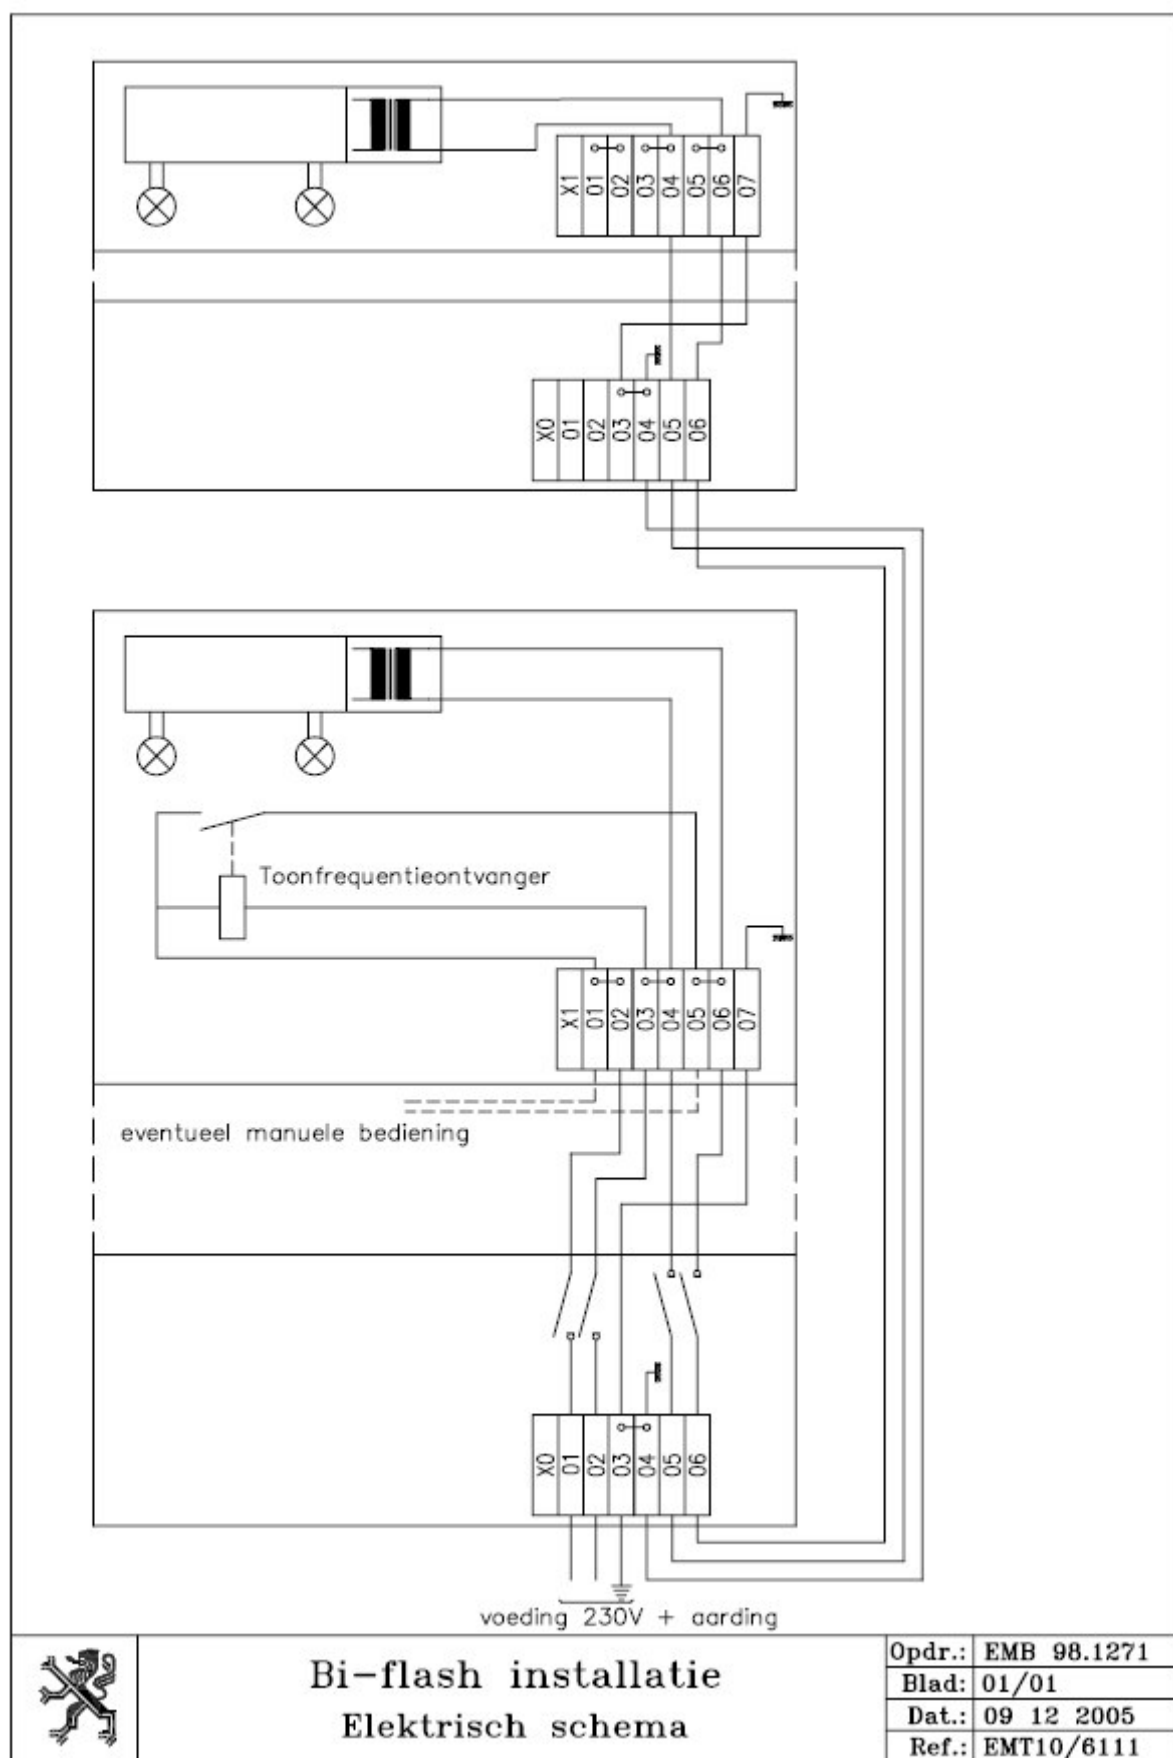 X1 01 02 03 04 05 06 07
X0 01 02 03 04 05 06
Toonfrequentieontvanger
X1 01 02 03 04 05 06 07
eventueel manuele bediening
X0 01 02 03 04 05 06
voeding 230V + aarding
Bi-flash installatie
Elektrisch schema
Opdr.: EMB 98.1271
Blad: 01/01
Dat.: 09 12 2005
Ref.: EMT10/6111